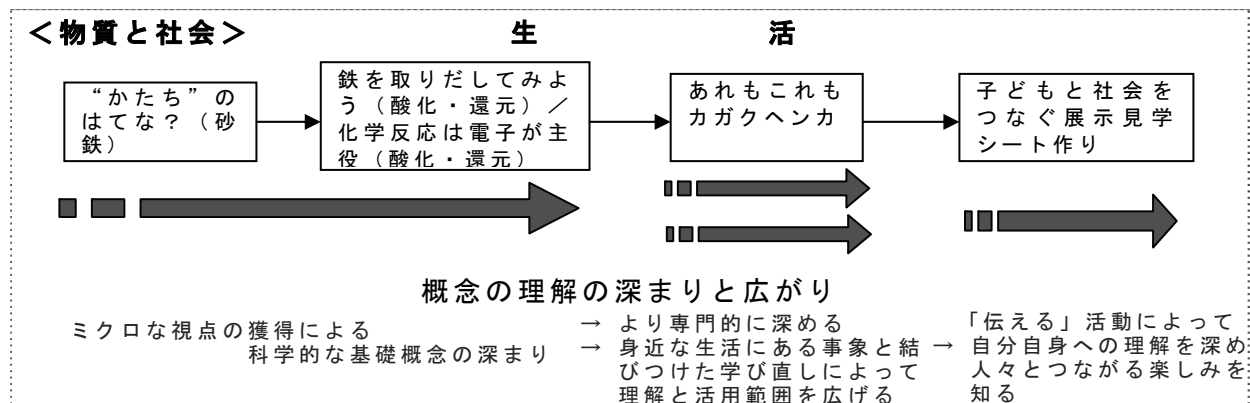 ＜物質と社会＞　生　活
“かたち”の
はてな？（砂
鉄）
鉄を取りだしてみよ
う（酸化・還元）／
化学反応は電子が主
役（酸化・還元）
あれもこれも
カガクヘンカ
子どもと社会を
つなぐ展示見学
シート作り
概念の理解の深まりと広がり
ミクロな視点の獲得による
科学的な基礎概念の深まり
→ より専門的に深める
→ 身近な生活にある事象と結
びつけた学び直しによって
理解と活用範囲を広げる
「伝える」活動によって
→ 自分自身への理解を深め
人々とつながる楽しみを
知る